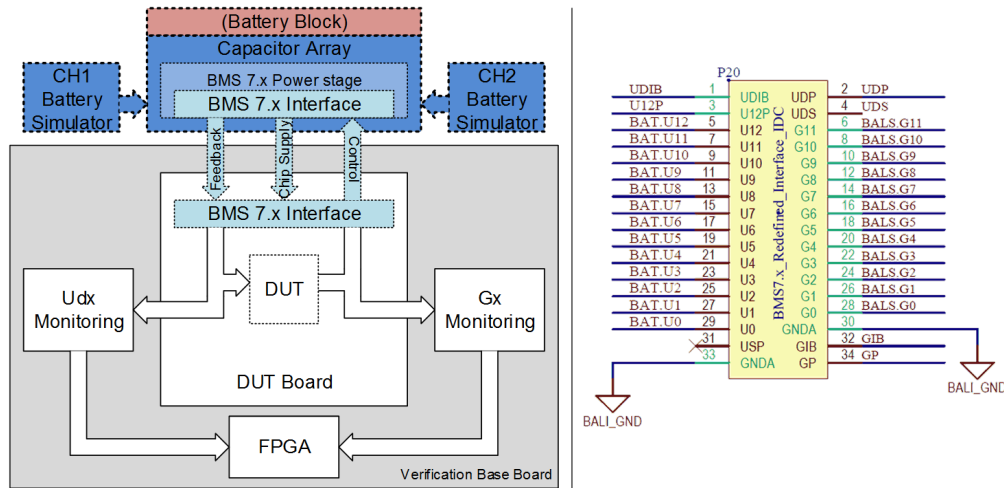 (Battery Block)
Capacitor Array
BMS 7.x Power stage
BMS 7.x Interface
CH1
Battery
Simulator
CH2
Battery
Simulator
Feedback
Chip Supply
Control
BMS 7.x Interface
Udx
Monitoring
DUT
Gx
Monitoring
DUT Board
FPGA
Verification Base Board
P20
BMS7.x_Redefined_Interface_IDC
UDIB 1 UDIB UDP 2 UDP
U12P 3 U12P UDS 4 UDS
BAT.U12 5 U12 G11 6 BALS.G11
BAT.U11 7 U11 G10 8 BALS.G10
BAT.U10 9 U10 G9 10 BALS.G9
BAT.U9 11 U9 G8 12 BALS.G8
BAT.U8 13 U8 G7 14 BALS.G7
BAT.U7 15 U7 G6 16 BALS.G6
BAT.U6 17 U6 G5 18 BALS.G5
BAT.U5 19 U5 G4 20 BALS.G4
BAT.U4 21 U4 G3 22 BALS.G3
BAT.U3 23 U3 G2 24 BALS.G2
BAT.U2 25 U2 G1 26 BALS.G1
BAT.U1 27 U1 G0 28 BALS.G0
BAT.U0 29 U0 GNDA 30
31 USP GIB 32 GIB
33 GNDA GP 34 GP
BALI_GND
BALI_GND